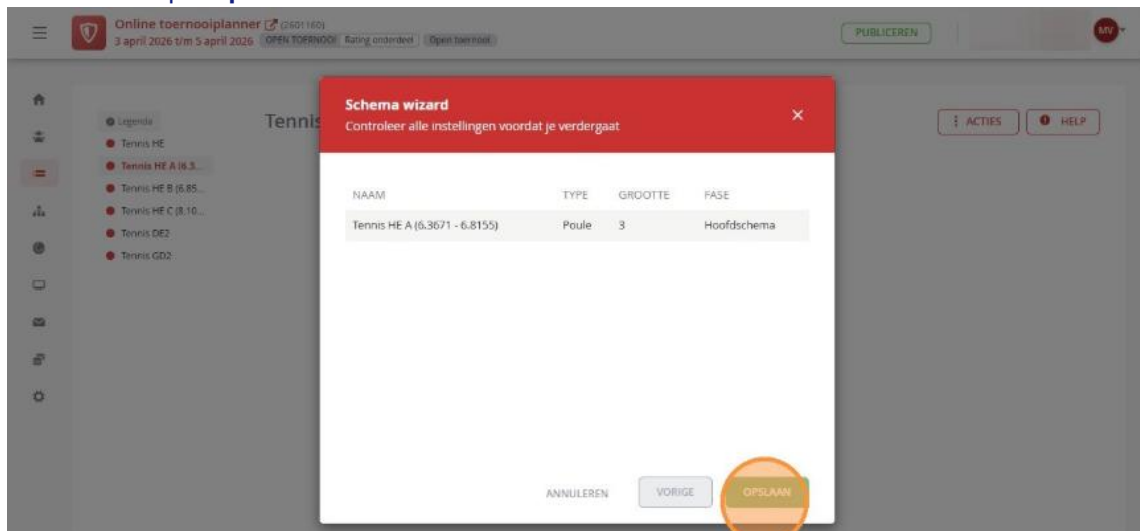 Online toernooiplanner (2601160)
3 april 2026 t/m 5 april 2026 OPEN TOERNOOI Rating onderdeel Open toernooi
PUBLICEREN
MV
Legende
Tennis HE
Tennis HE A (6.3...
Tennis HE B (6.85...
Tennis HE C (8.10...
Tennis DE2
Tennis GD2
Tennis
ACTIES
HELP
Schema wizard
Controleer alle instellingen voordat je verdergaat
NAAM TYPE GROOTTE FASE
Tennis HE A (6.3671 - 6.8155) Poule 3 Hoofdschema
ANNULEREN VORIGE OPSLAAN